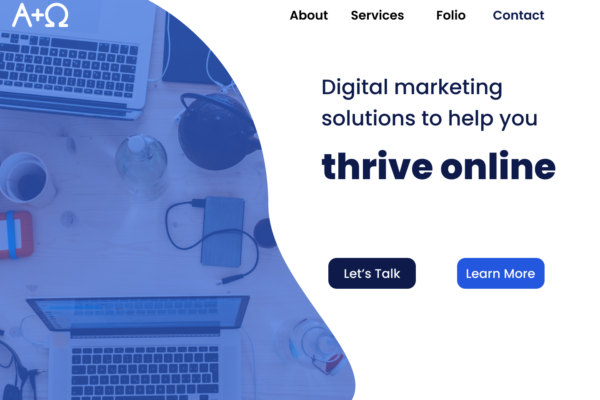 A+Ω
About Services Folio Contact
Digital marketing
solutions to help you
thrive online
Let's Talk Learn More